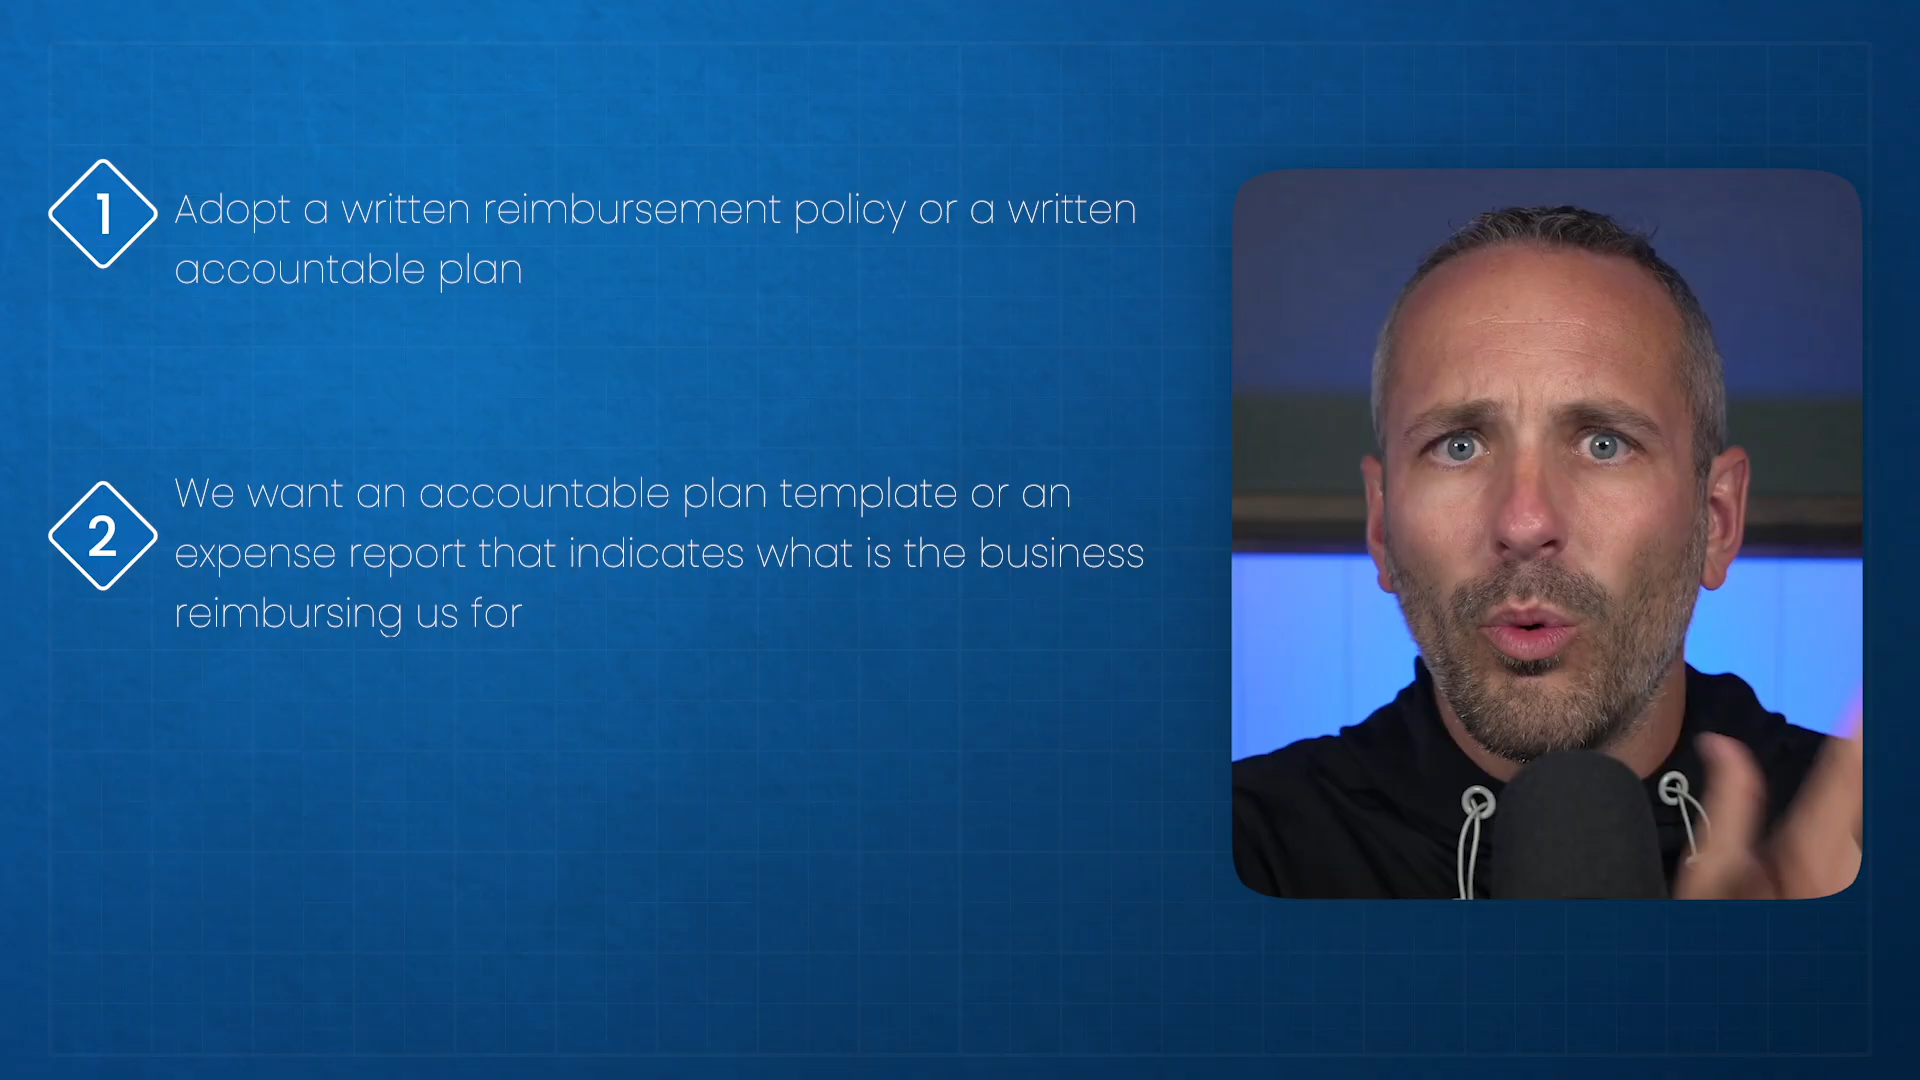 1
Adopt a written reimbursement policy or a written
accountable plan
2
We want an accountable plan template or an
expense report that indicates what is the business
reimbursing us for